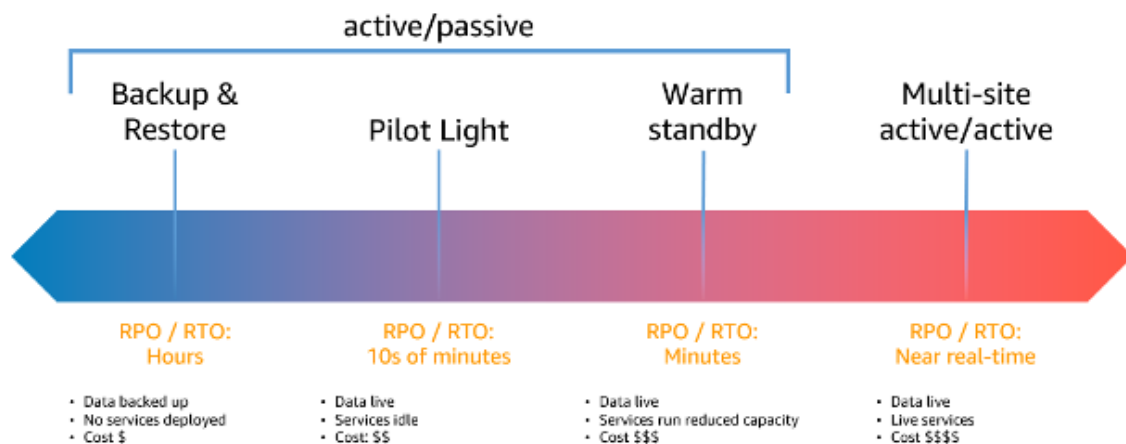 active/passive
Backup &
Restore
Pilot Light
Warm
standby
Multi-site
active/active
RPO / RTO:
Hours
RPO / RTO:
10s of minutes
RPO / RTO:
Minutes
RPO / RTO:
Near real-time
• Data backed up
• No services deployed
• Cost $
• Data live
• Services idle
• Cost: $$
• Data live
• Services run reduced capacity
• Cost $$$
• Data live
• Live services
• Cost $$$$